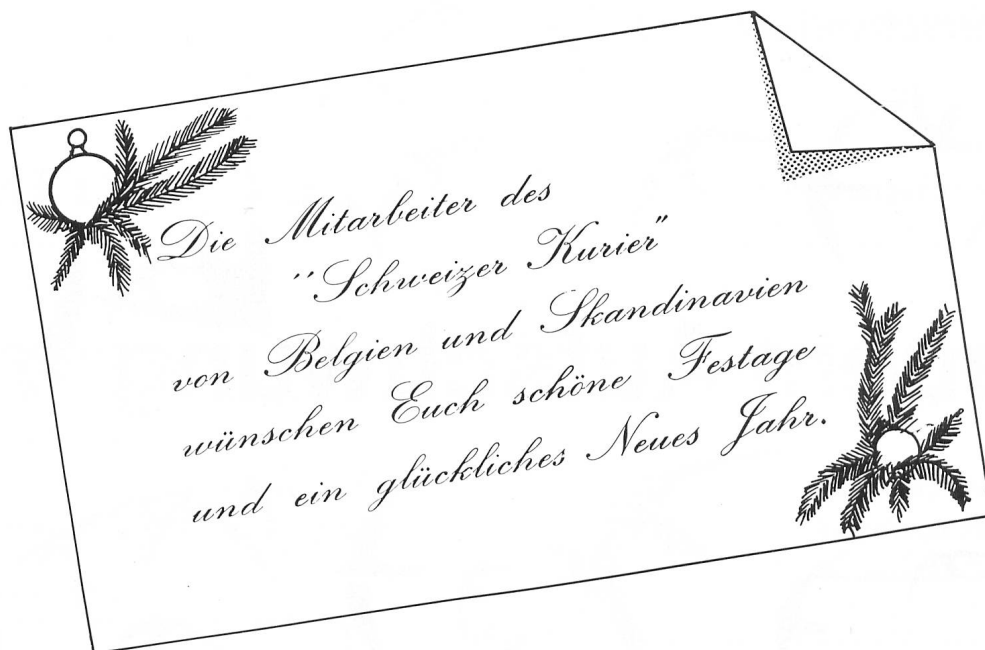 Die Mitarbeiter des
''Schweizer Kurier"
von Belgien und Skandinavien
wünschen Euch schöne Festage
und ein glückliches Neues Jahr.